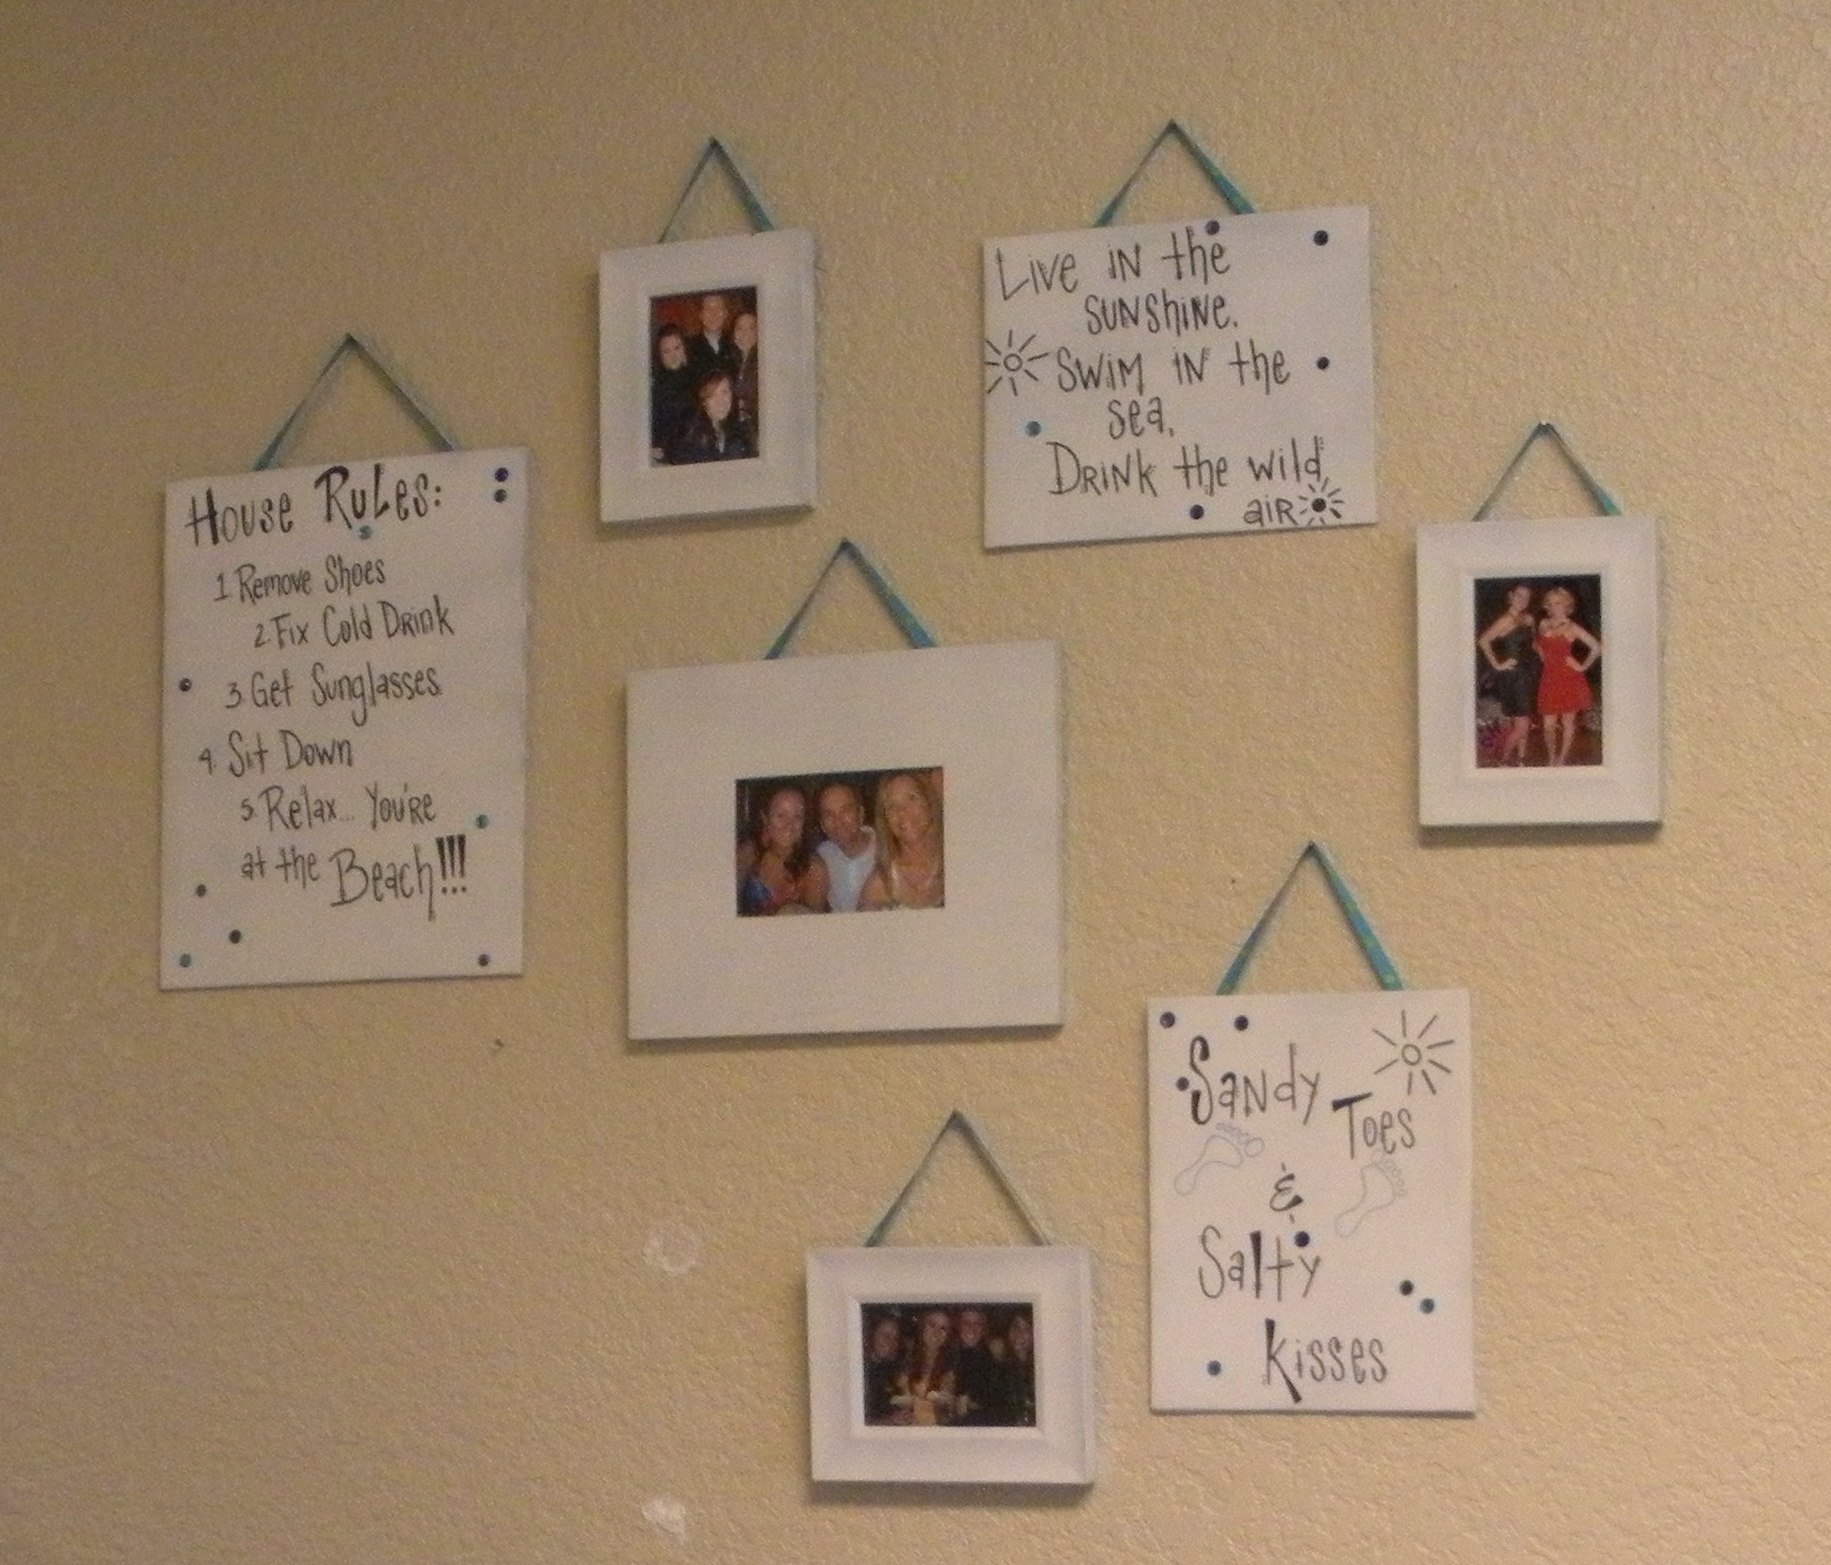 House Rules:
1. Remove Shoes
2. Fix Cold Drink
3. Get Sunglasses
4. Sit Down
5. Relax... You're
at the Beach!!!
Live in the
sunshine.
Swim in the
sea,
Drink the wild
air
Sandy
Toes
&
Salty
Kisses